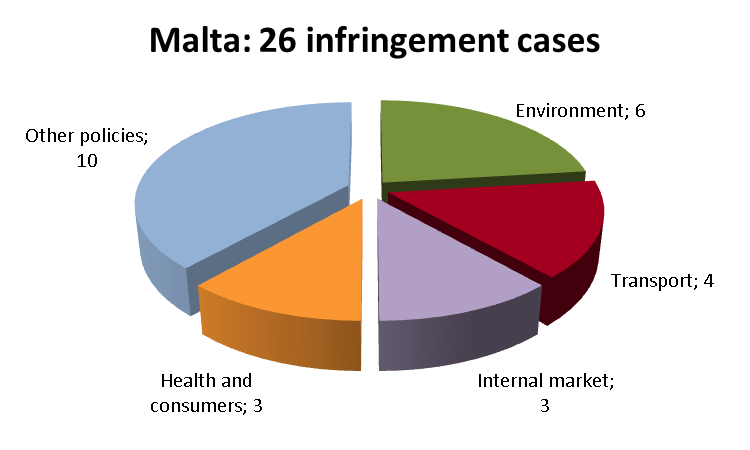 Malta: 26 infringement cases
Environment; 6
Other policies;
10
Transport; 4
Health and
consumers; 3
Internal market;
3